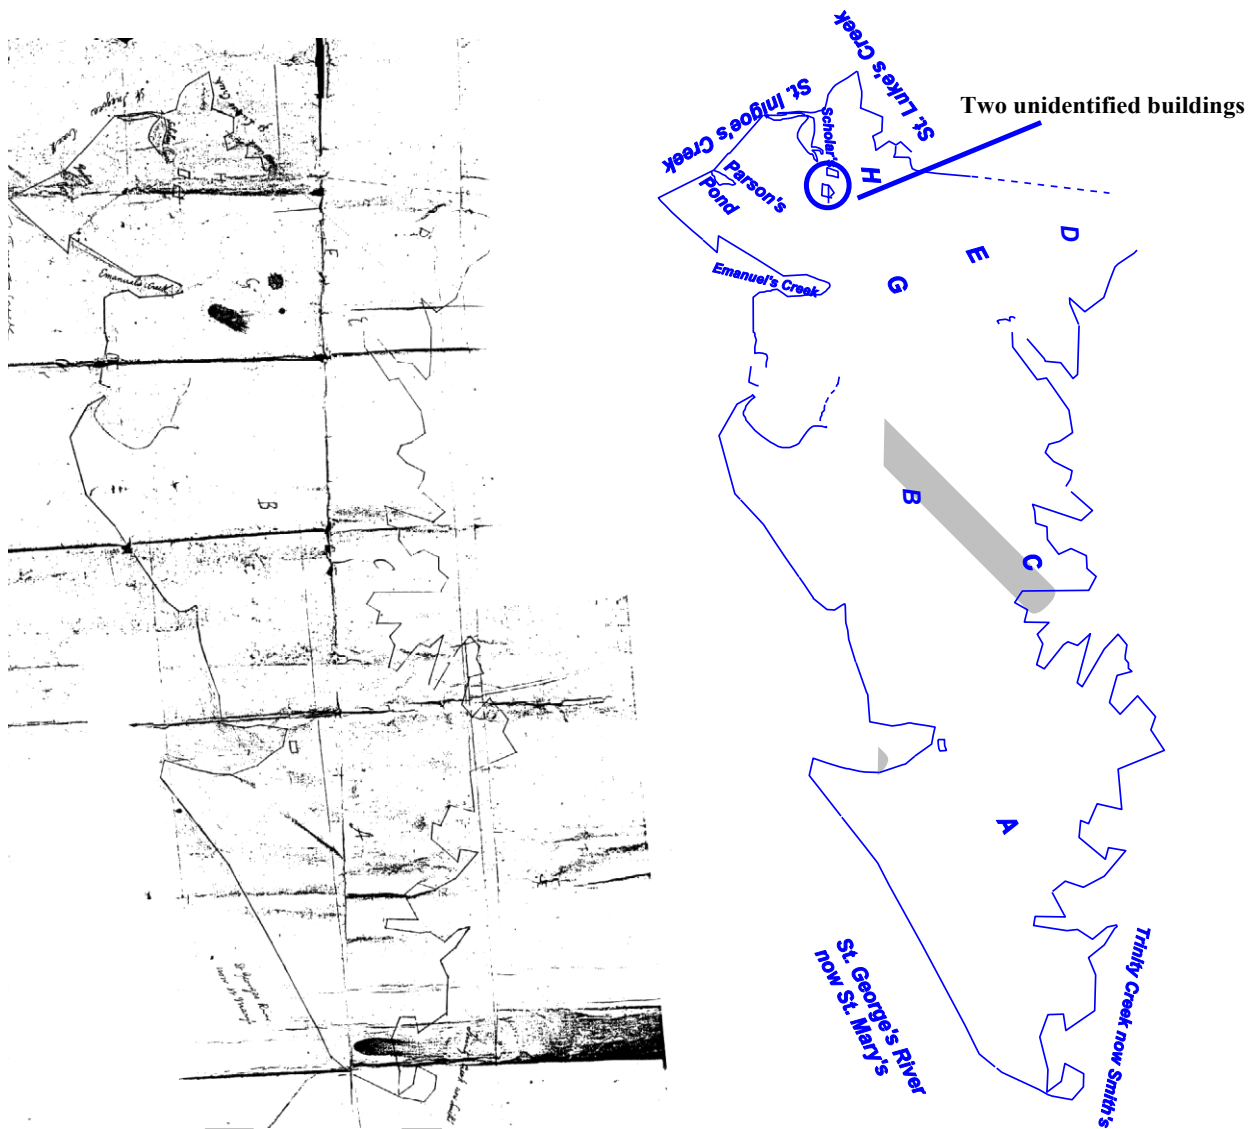 St. Luke's Creek
Two unidentified buildings
St. Inigoe's Creek
Scholar's
H
Parson's
Pond
D
E
Emanuel's Creek
G
B
C
A
St. George's River
now St. Mary's
Trinity Creek now Smith's
Emanuels Creek
G
E
D
B
C
A